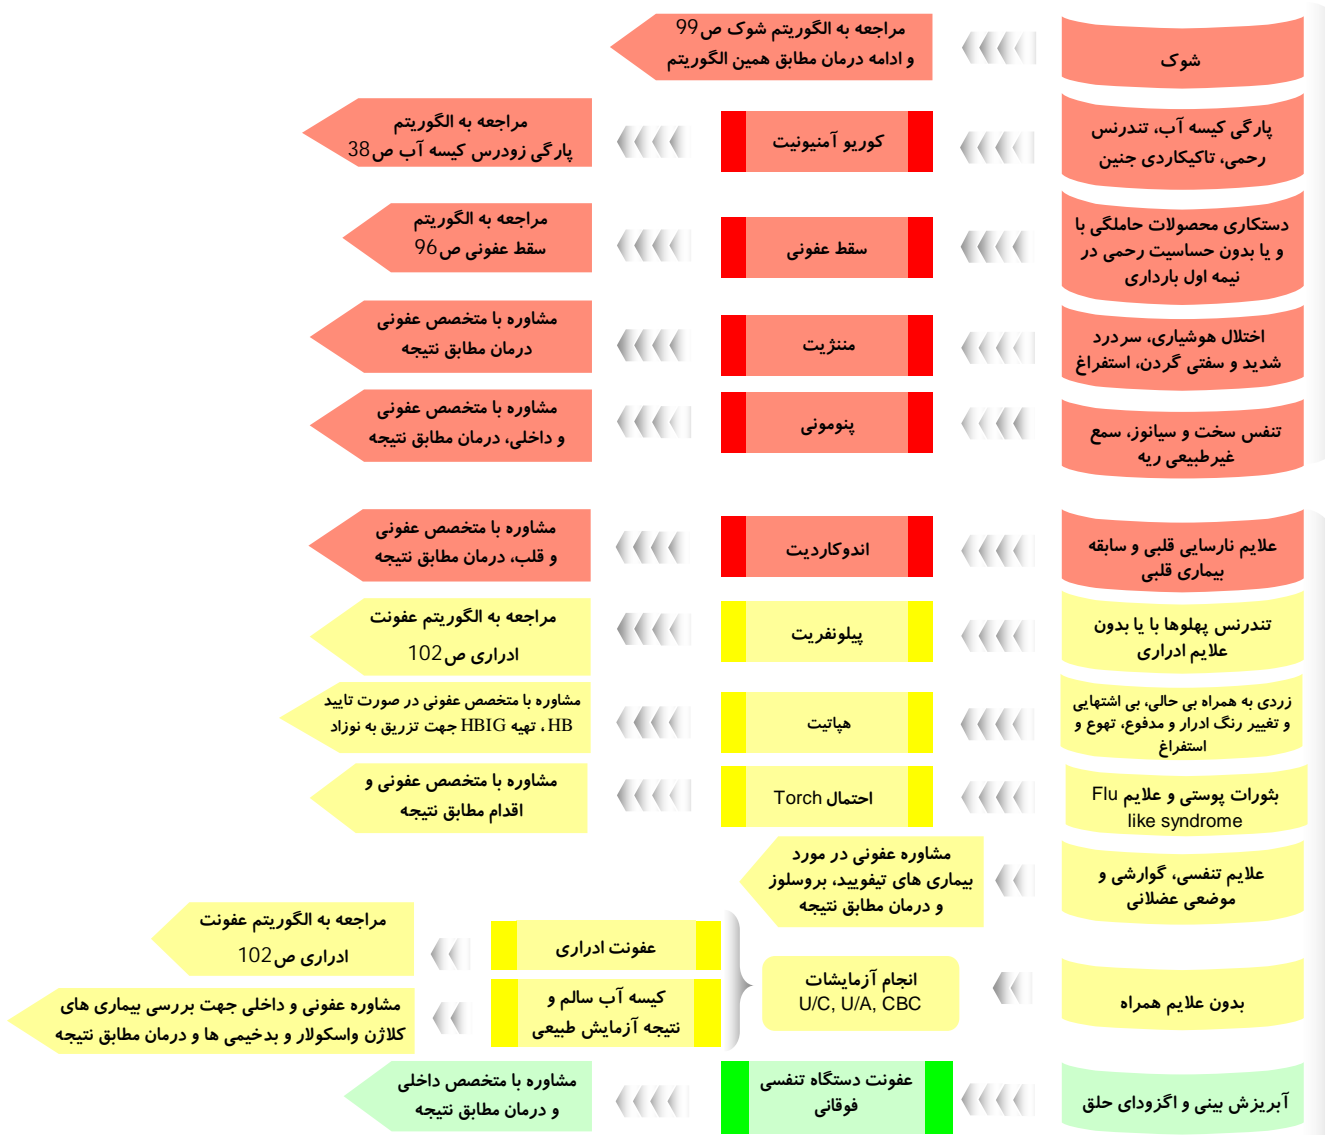 شوک
مراجعه به الگوریتم شوک ص99
و ادامه درمان مطابق همین الگوریتم
پارگی کیسه آب، تندرنس
رحمی، تاکیکاردی جنین
کوریو آمنیونیت
مراجعه به الگوریتم
پارگی زودرس کیسه آب ص38
دستکاری محصولات حاملگی با
و یا بدون حساسیت رحمی در
نیمه اول بارداری
سقط عفونی
مراجعه به الگوریتم
سقط عفونی ص96
اختلال هوشیاری، سردرد
شدید و سفتی گردن، استفراغ
مننژیت
مشاوره با متخصص عفونی
درمان مطابق نتیجه
تنفس سخت و سیانوز، سمع
غیرطبیعی ریه
پنومونی
مشاوره با متخصص عفونی
و داخلی، درمان مطابق نتیجه
علایم نارسایی قلبی و سابقه
بیماری قلبی
اندوکاردیت
مشاوره با متخصص عفونی
و قلب، درمان مطابق نتیجه
تندرنس پهلوها با یا بدون
علایم ادراری
پیلونفریت
مراجعه به الگوریتم عفونت
ادراری ص102
زردی به همراه بی حالی، بی اشتهایی
و تغییر رنگ ادرار و مدفوع، تهوع و
استفراغ
هپاتیت
مشاوره با متخصص عفونی در صورت تایید
HB، تهیه HBIG جهت تزریق به نوزاد
بثورات پوستی و علایم Flu
like syndrome
احتمال Torch
مشاوره با متخصص عفونی و
اقدام مطابق نتیجه
علایم تنفسی، گوارشی و
موضعی عضلانی
مشاوره عفونی در مورد
بیماری های تیفویید، بروسلوز
و درمان مطابق نتیجه
بدون علایم همراه
انجام آزمایشات
U/C, U/A, CBC
عفونت ادراری
مراجعه به الگوریتم عفونت
ادراری ص102
کیسه آب سالم و
نتیجه آزمایش طبیعی
مشاوره عفونی و داخلی جهت بررسی بیماری های
کلاژن واسکولار و بدخیمی ها و درمان مطابق نتیجه
آبریزش بینی و اگزودای حلق
عفونت دستگاه تنفسی
فوقانی
مشاوره با متخصص داخلی
و درمان مطابق نتیجه